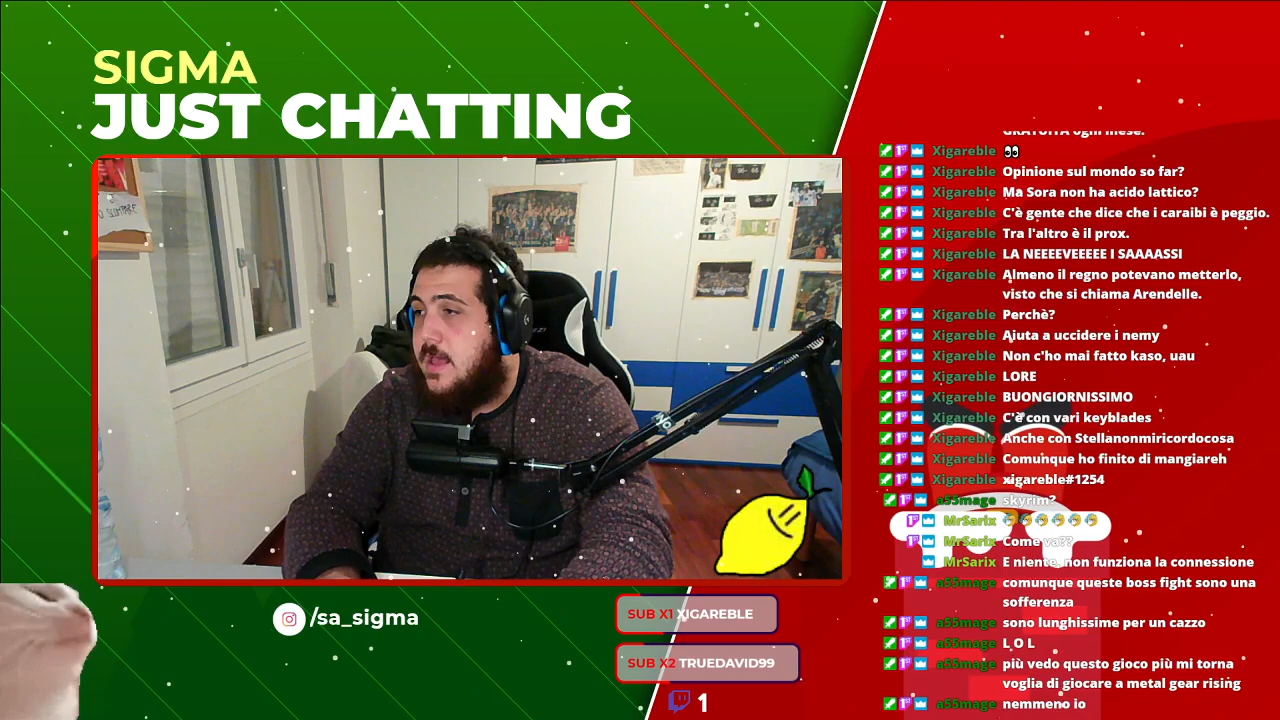 SIGMA
JUST CHATTING
GRATUITA ogni mese.
Xigareble 👀
Xigareble Opinione sul mondo so far?
Xigareble Ma Sora non ha acido lattico?
Xigareble C'è gente che dice che i caraibi è peggio.
Xigareble Tra l'altro è il prox.
Xigareble LA NEEEEVEEEEE I SAAAASSI
Xigareble Almeno il regno potevano metterlo,
visto che si chiama Arendelle.
Xigareble Perchè?
Xigareble Ajuta a uccidere i nemy
Xigareble Non c'ho mai fatto kaso, uau
Xigareble LORE
Xigareble BUONGIORNISSIMO
Xigareble C'è con vari keyblades
Xigareble Anche con Stellanonmiricordocosa
Xigareble Comunque ho finito di mangiareh
Xigareble xigareble#1254
a55mage skyrim?
MrSarix
MrSarix Come va??
MrSarix E niente, non funziona la connessione
a55mage comunque queste boss fight sono una
sofferenza
a55mage sono lunghissime per un cazzo
a55mage L O L
a55mage più vedo questo gioco più mi torna
voglia di giocare a metal gear rising
a55mage nemmeno io
/sa_sigma
SUB X1 XIGAREBLE
SUB X2 TRUEDAVID99
1